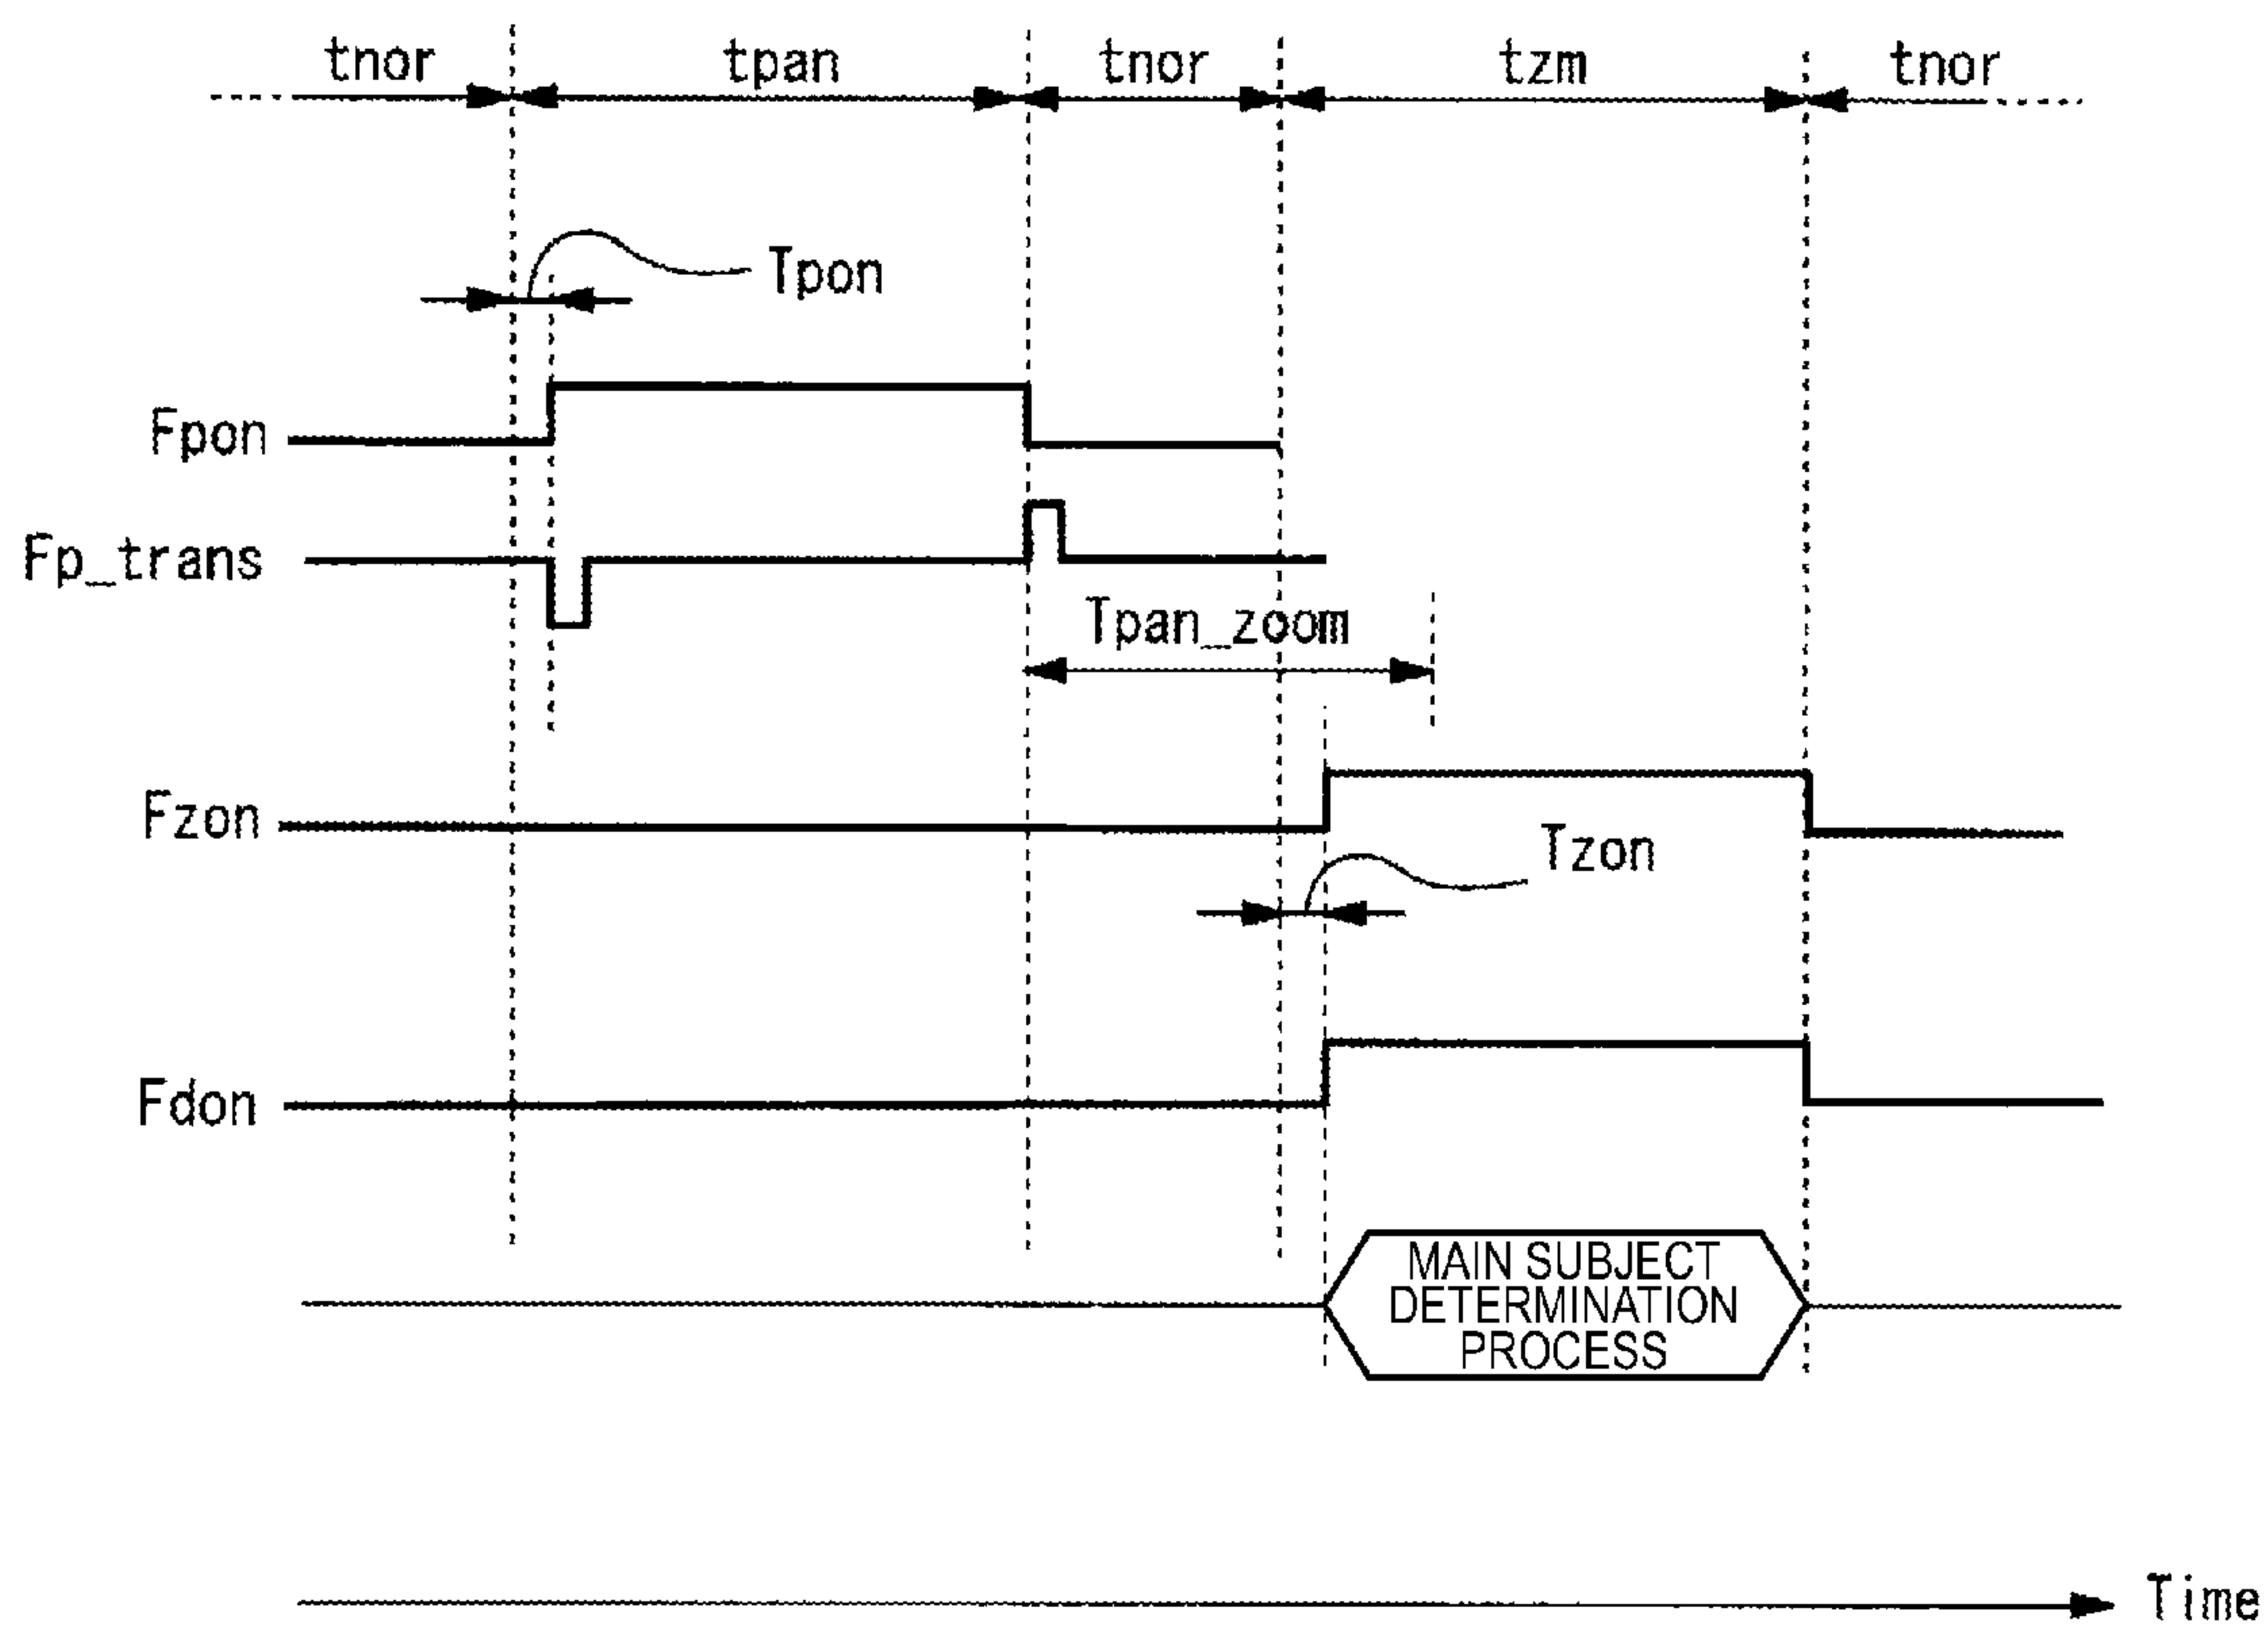 tnor tpan tnor tzm tnor
Tpon
Fpon
Fp_trans
Tpan_zoom
Fzon
Tzon
Fdon
MAIN SUBJECT
DETERMINATION
PROCESS
Time